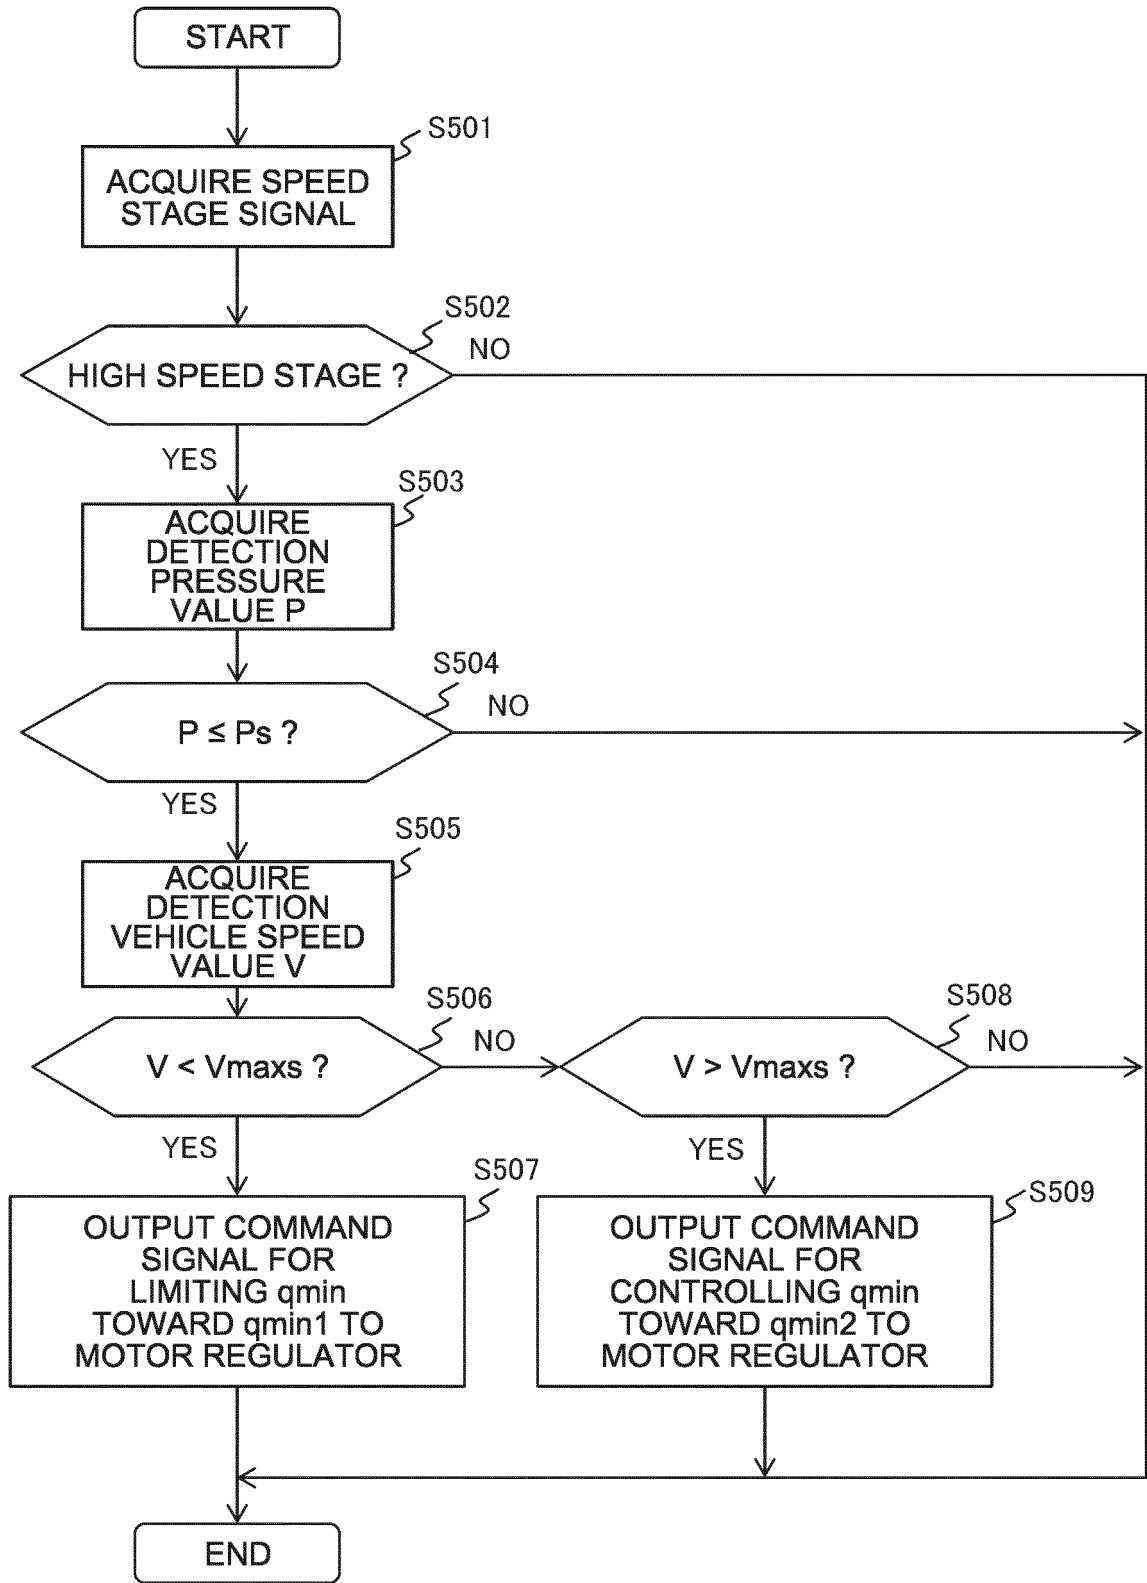 START
S501
ACQUIRE SPEED
STAGE SIGNAL
S502
HIGH SPEED STAGE ?
NO
YES
S503
ACQUIRE
DETECTION
PRESSURE
VALUE P
S504
P ≤ Ps ?
NO
YES
S505
ACQUIRE
DETECTION
VEHICLE SPEED
VALUE V
S506
V < Vmaxs ?
NO
S508
V > Vmaxs ?
NO
YES
YES
S507
OUTPUT COMMAND
SIGNAL FOR
LIMITING qmin
TOWARD qmin1 TO
MOTOR REGULATOR
S509
OUTPUT COMMAND
SIGNAL FOR
CONTROLLING qmin
TOWARD qmin2 TO
MOTOR REGULATOR
END